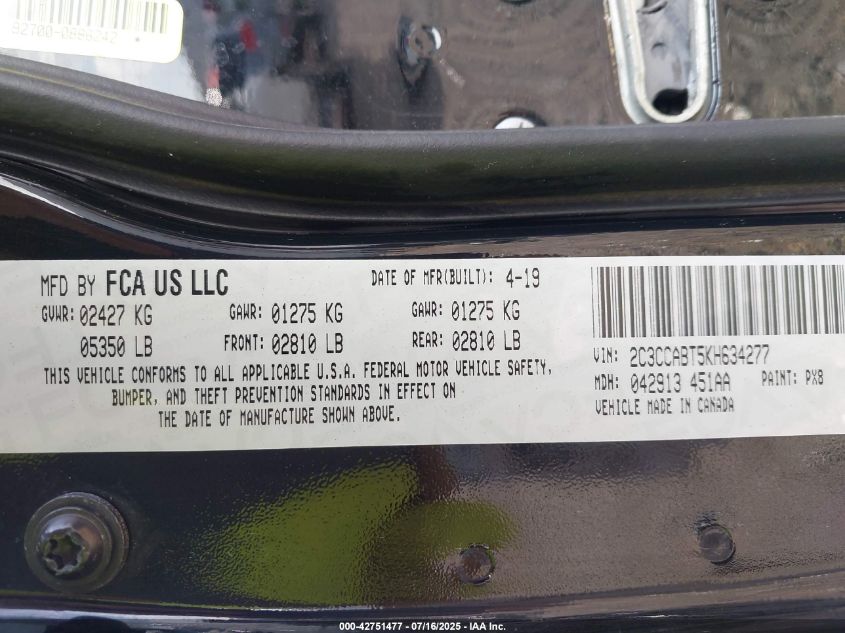 92700-0886242
MFD BY FCA US LLC DATE OF MFR(BUILT): 4-19
GVWR: 02427 KG GAWR: 01275 KG GAWR: 01275 KG
05350 LB FRONT: 02810 LB REAR: 02810 LB
THIS VEHICLE CONFORMS TO ALL APPLICABLE U.S.A. FEDERAL MOTOR VEHICLE SAFETY,
BUMPER, AND THEFT PREVENTION STANDARDS IN EFFECT ON
THE DATE OF MANUFACTURE SHOWN ABOVE.
VIN: 2C3CCABT5KH634277
MDH: 042913 451AA PAINT: PX8
VEHICLE MADE IN CANADA
000-42751477 - 07/16/2025 - IAA Inc.